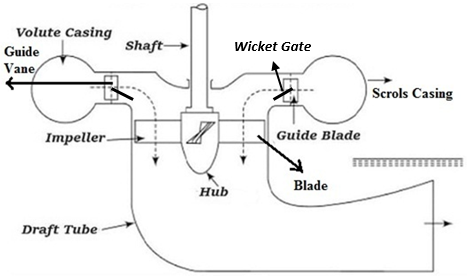 Volute Casing
Guide
Vane
Shaft
Wicket Gate
Scrols Casing
Impeller
Guide Blade
Blade
Hub
Draft Tube